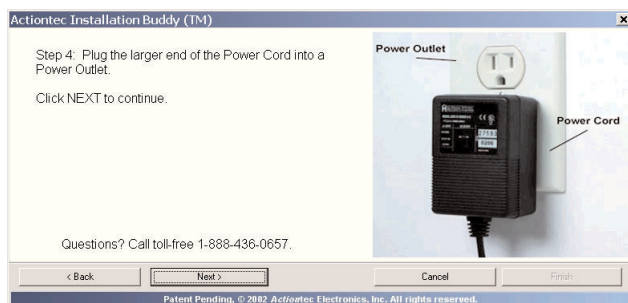 Actiontec Installation Buddy (TM)
Step 4: Plug the larger end of the Power Cord into a
Power Outlet.
Click NEXT to continue.
Power Outlet
Power Cord
Questions? Call toll-free 1-888-436-0657.
< Back
Next >
Cancel
Finish
Patent Pending, © 2002 Actiontec Electronics, Inc. All rights reserved.